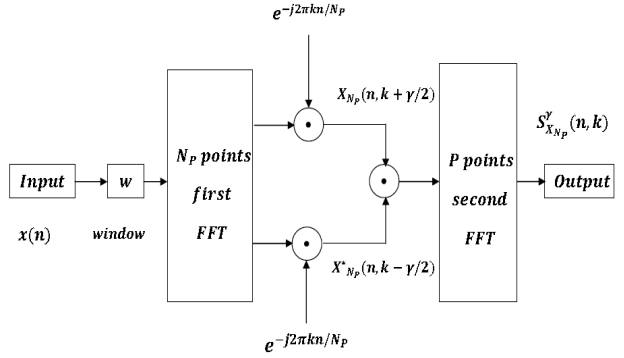 e^{-j2πkn/N_P}
X_{N_P}(n, k + γ/2)
S^γ_{X_{N_P}}(n, k)
N_P points
first
FFT
P points
second
FFT
Input
w
Output
x(n)
window
X*_{N_P}(n, k − γ/2)
e^{-j2πkn/N_P}